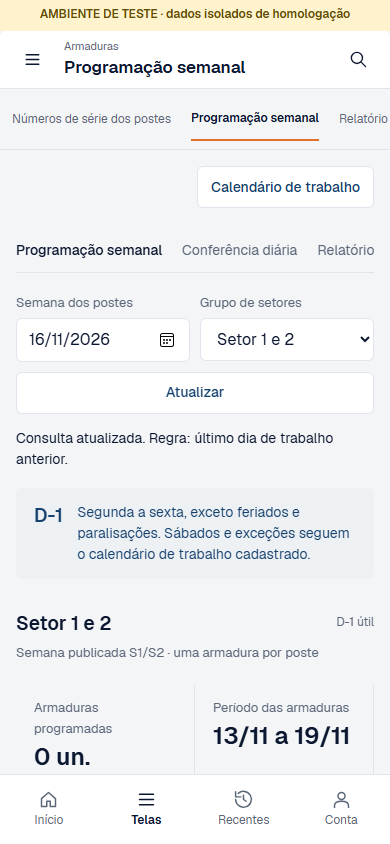 AMBIENTE DE TESTE · dados isolados de homologação
Armaduras
Programação semanal
Números de série dos postes
Programação semanal
Relatório
Calendário de trabalho
Programação semanal
Conferência diária
Relatório
Semana dos postes
Grupo de setores
16/11/2026
Setor 1 e 2
Atualizar
Consulta atualizada. Regra: último dia de trabalho
anterior.
D-1
Segunda a sexta, exceto feriados e
paralisações. Sábados e exceções seguem
o calendário de trabalho cadastrado.
Setor 1 e 2
D-1 útil
Semana publicada S1/S2 · uma armadura por poste
Armaduras
programadas
0 un.
Período das armaduras
13/11 a 19/11
Início
Telas
Recentes
Conta